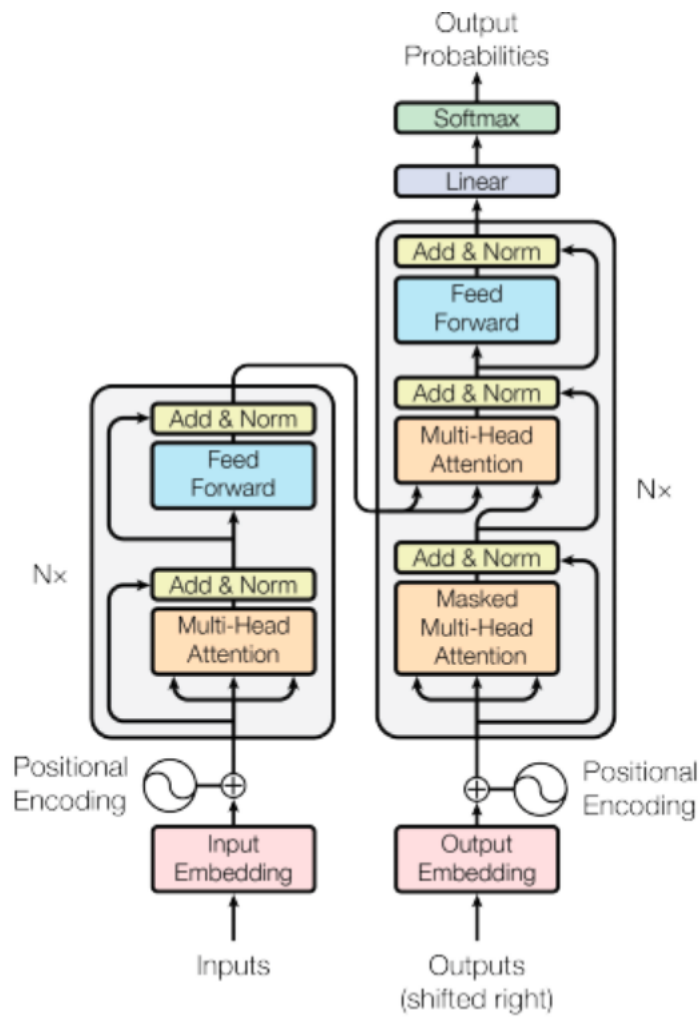 Output
Probabilities
Softmax
Linear
Add & Norm
Feed
Forward
Add & Norm
Multi-Head
Attention
Add & Norm
Masked
Multi-Head
Attention
Nx
Add & Norm
Feed
Forward
Add & Norm
Multi-Head
Attention
Nx
Positional
Encoding
Positional
Encoding
Input
Embedding
Output
Embedding
Inputs
Outputs
(shifted right)